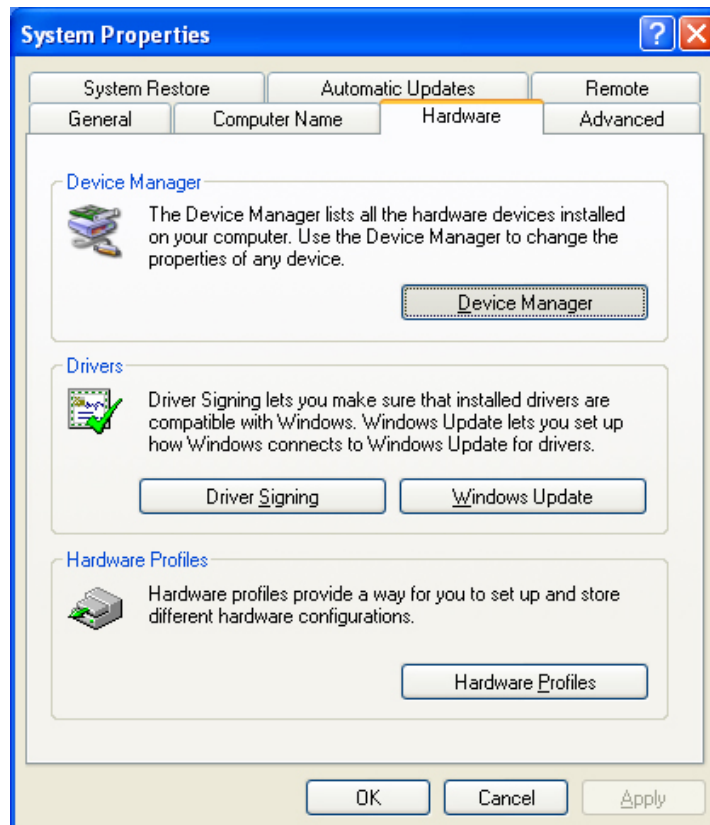 System Properties
System Restore
Automatic Updates
Remote
General
Computer Name
Hardware
Advanced
Device Manager
The Device Manager lists all the hardware devices installed
on your computer. Use the Device Manager to change the
properties of any device.
Device Manager
Drivers
Driver Signing lets you make sure that installed drivers are
compatible with Windows. Windows Update lets you set up
how Windows connects to Windows Update for drivers.
Driver Signing
Windows Update
Hardware Profiles
Hardware profiles provide a way for you to set up and store
different hardware configurations.
Hardware Profiles
OK
Cancel
Apply